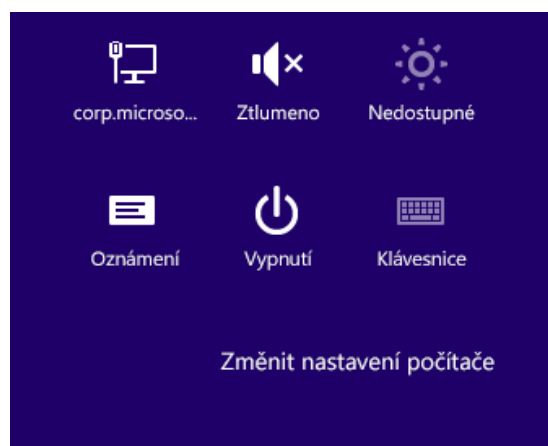 corp.microso... Ztlumeno Nedostupné
Oznámení Vypnutí Klávesnice
Změnit nastavení počítače